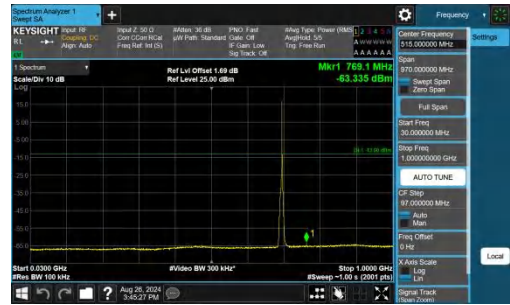 Spectrum Analyzer 1
Swept SA
Frequency
KEYSIGHT
Input: RF
Coupling: DC
Align: Auto
Input Z: 50 Ω
Corr CCorr RCal
Freq Ref: Int (S)
#Atten: 36 dB
µW Path: Standard
PNO: Fast
Gate: Off
IF Gain: Low
Sig Track: Off
#Avg Type: Power (RMS)
Avg|Hold: 5/5
Trig: Free Run
1 2 3 4 5 6
A A A A A A
1 Spectrum
Scale/Div 10 dB
Log
Ref Lvl Offset 1.69 dB
Ref Level 25.00 dBm
Mkr1 769.1 MHz
-63.335 dBm
15.0
5.00
-5.00
-15.0
-25.0
-35.0
-45.0
-55.0
-65.0
1
Start 0.0300 GHz
#Res BW 100 kHz
#Video BW 300 kHz*
Stop 1.0000 GHz
#Sweep ~1.00 s (2001 pts)
Aug 26, 2024
3:45:27 PM
Settings
Center Frequency
515.000000 MHz
Span
970.000000 MHz
Swept Span
Zero Span
Full Span
Start Freq
30.000000 MHz
Stop Freq
1.000000000 GHz
AUTO TUNE
CF Step
97.000000 MHz
Auto
Man
Freq Offset
0 Hz
X Axis Scale
Log
Lin
Signal Track
(Span Zoom)
Local